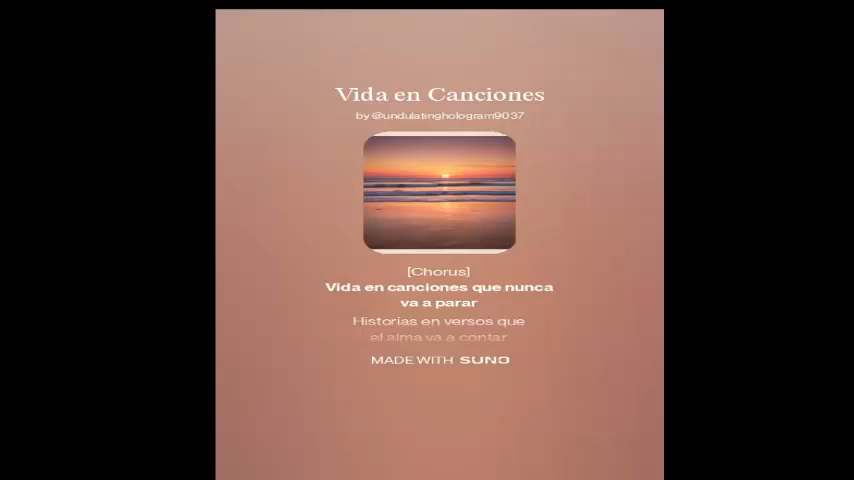 Vida en Canciones
by @undulatinghologram9037
[Chorus]
Vida en canciones que nunca
va a parar
Historias en versos que
el alma va a contar
MADE WITH SUNO